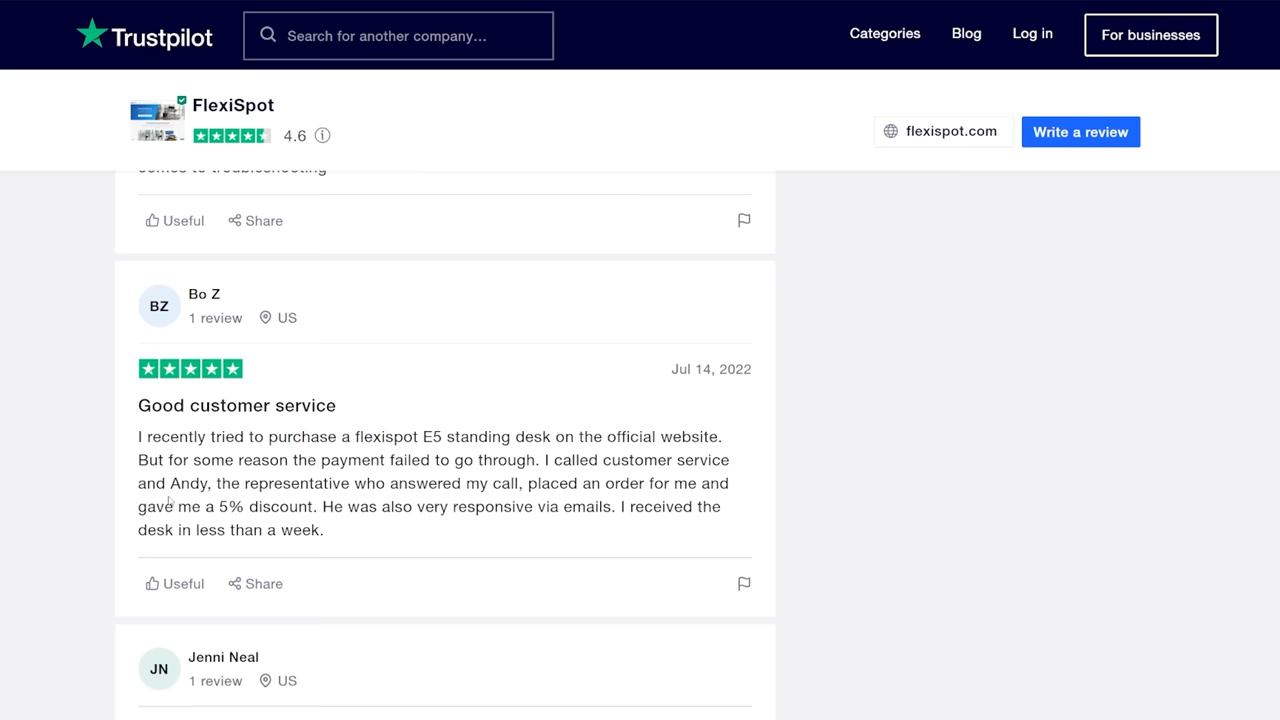 Trustpilot
Search for another company...
Categories
Blog
Log in
For businesses
FlexiSpot
4.6
flexispot.com
Write a review
comes to troubleshooting
Useful
Share
BZ
Bo Z
1 review
US
Jul 14, 2022
Good customer service
I recently tried to purchase a flexispot E5 standing desk on the official website.
But for some reason the payment failed to go through. I called customer service
and Andy, the representative who answered my call, placed an order for me and
gave me a 5% discount. He was also very responsive via emails. I received the
desk in less than a week.
Useful
Share
JN
Jenni Neal
1 review
US